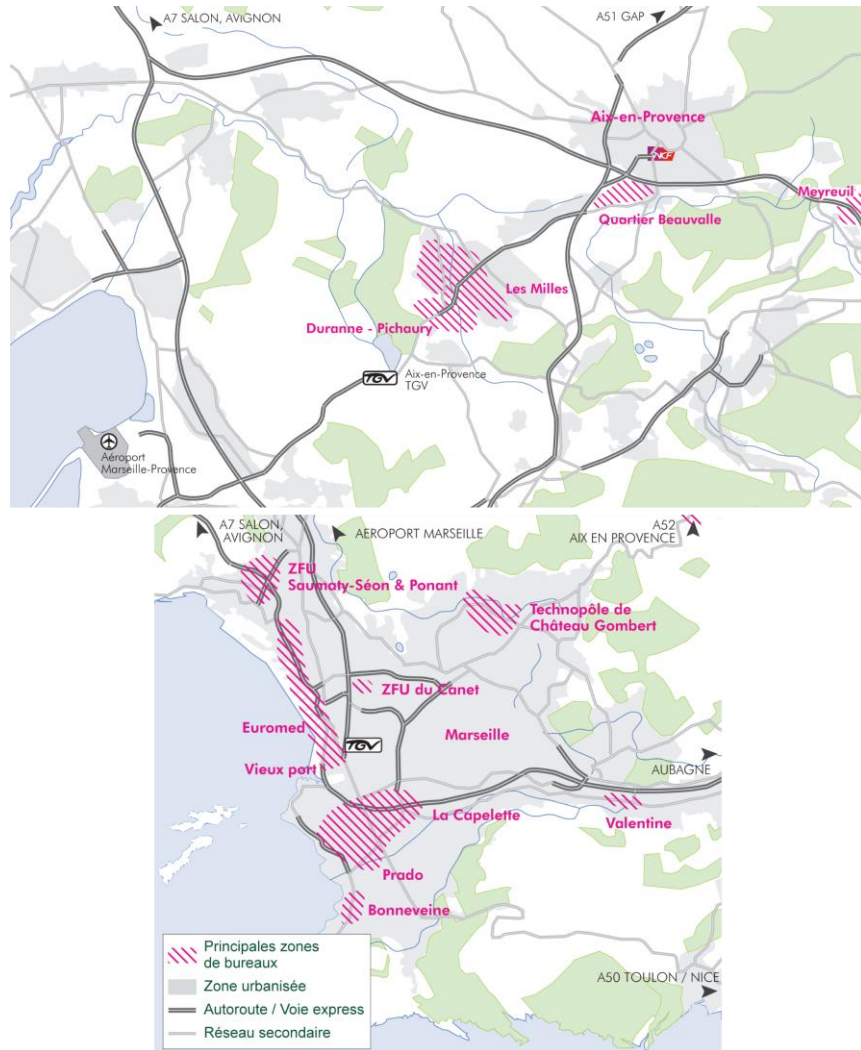 A7 SALON, AVIGNON
A51 GAP
Aix-en-Provence
SNCF
Meyreuil
Quartier Beauvalle
Les Milles
Duranne - Pichaury
TGV
Aix-en-Provence
TGV
Aéroport
Marseille-Provence
A7 SALON,
AVIGNON
AEROPORT MARSEILLE
A52
AIX EN PROVENCE
ZFU
Saumaty-Séon & Ponant
Technopôle de
Château Gombert
ZFU du Canet
Euromed
Marseille
TGV
Vieux port
AUBAGNE
La Capelette
Valentine
Prado
Bonneveine
Principales zones
de bureaux
Zone urbanisée
Autoroute / Voie express
Réseau secondaire
A50 TOULON / NICE